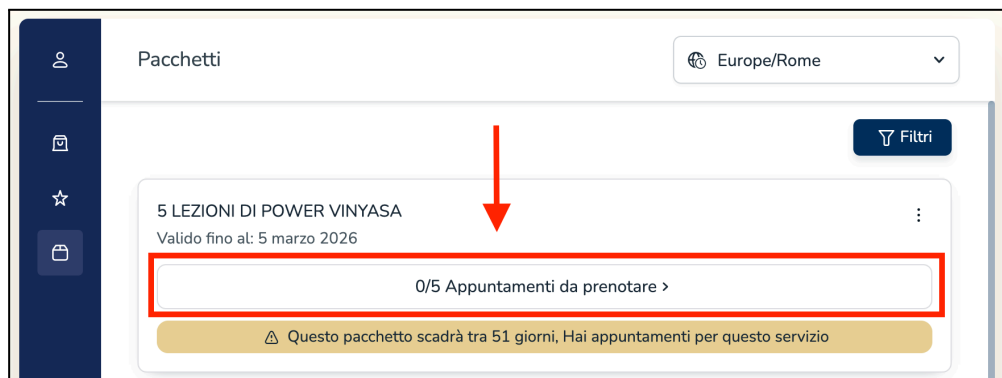 Pacchetti
Europe/Rome
Filtri
5 LEZIONI DI POWER VINYASA
Valido fino al: 5 marzo 2026
0/5 Appuntamenti da prenotare >
Questo pacchetto scadrà tra 51 giorni, Hai appuntamenti per questo servizio